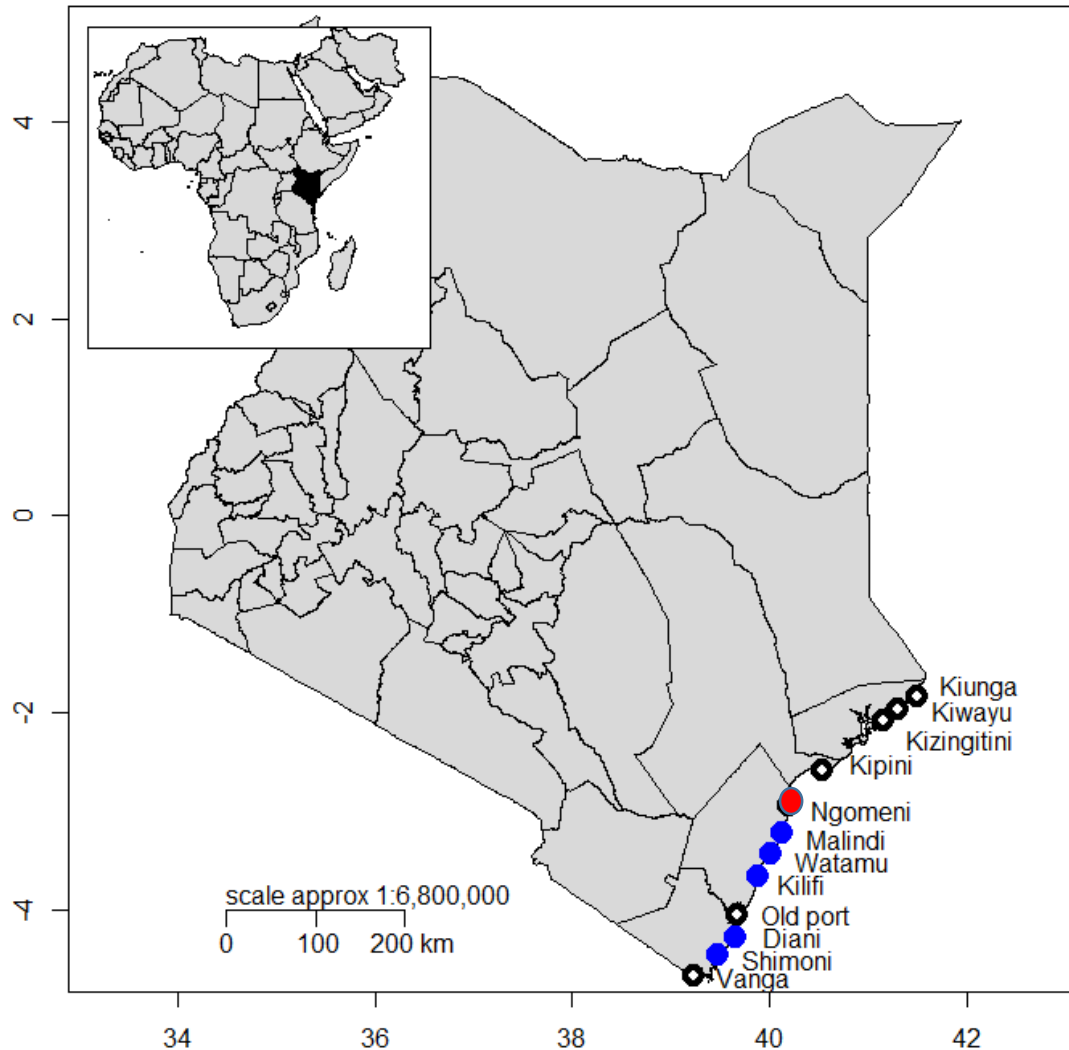 4
2
0
-2
-4
Kiunga
Kiwayu
Kizingitini
Kipini
Ngomeni
Malindi
Watamu
Kilifi
Old port
Diani
Shimoni
Vanga
scale approx 1:6,800,000
0 100 200 km
34 36 38 40 42